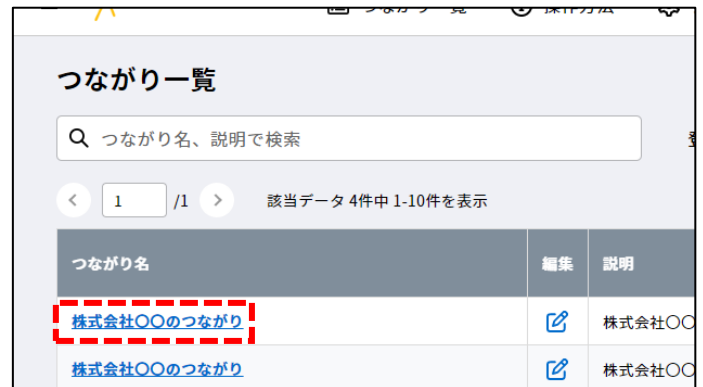 つながり一覧
つながり名、説明で検索
1 /1 該当データ 4件中 1-10件を表示
つながり名 編集 説明
株式会社〇〇のつながり 株式会社〇〇
株式会社〇〇のつながり 株式会社〇〇